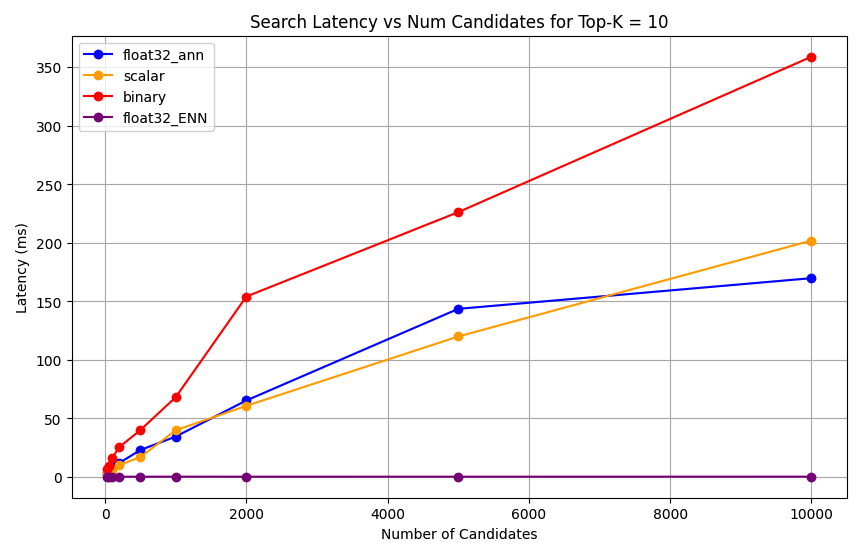 Search Latency vs Num Candidates for Top-K = 10
float32_ann
scalar
binary
float32_ENN
350
300
250
200
150
100
50
0
Latency (ms)
0 2000 4000 6000 8000 10000
Number of Candidates